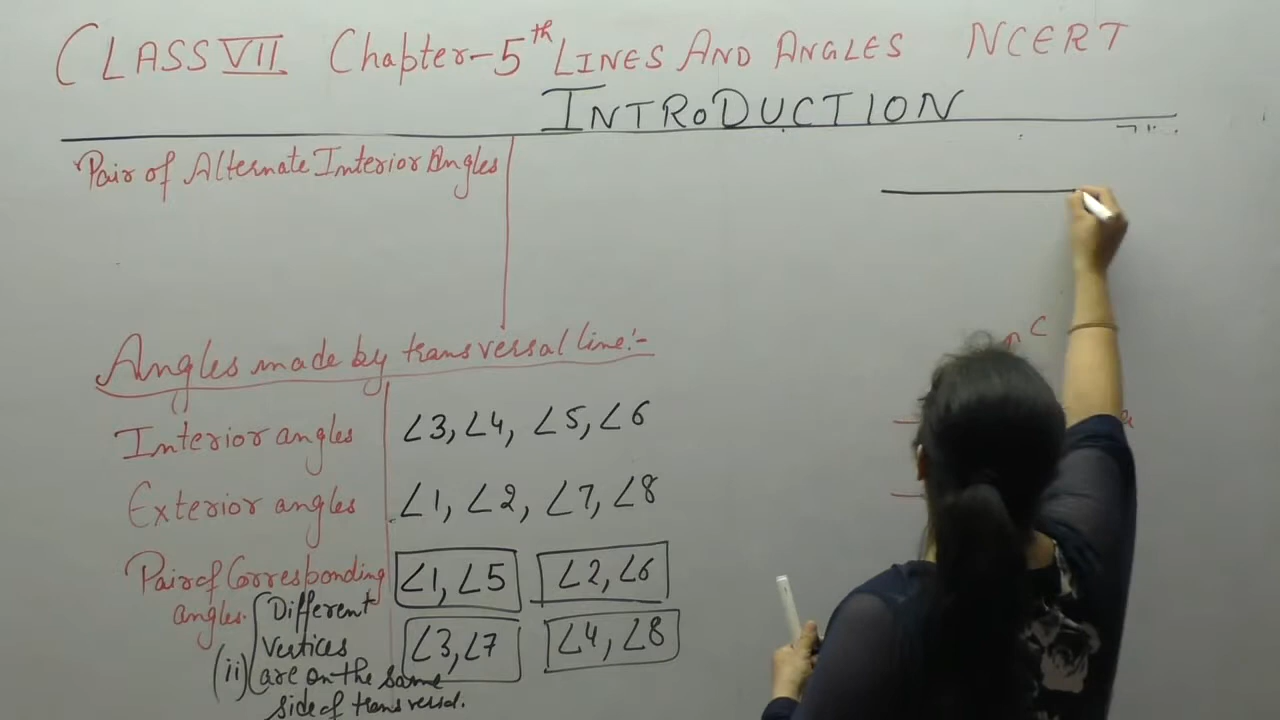 CLASS VII Chapter-5th LINES AND ANGLES NCERT
INTRODUCTION
Pair of Alternate Interior Angles
Angles made by transversal line:-
Interior angles ∠3, ∠4, ∠5, ∠6
Exterior angles ∠1, ∠2, ∠7, ∠8
Pair of Corresponding ∠1, ∠5 ∠2, ∠6
angles.
Different
Vertices ∠3, ∠7 ∠4, ∠8
(ii) are on the same
side of transversal.
C